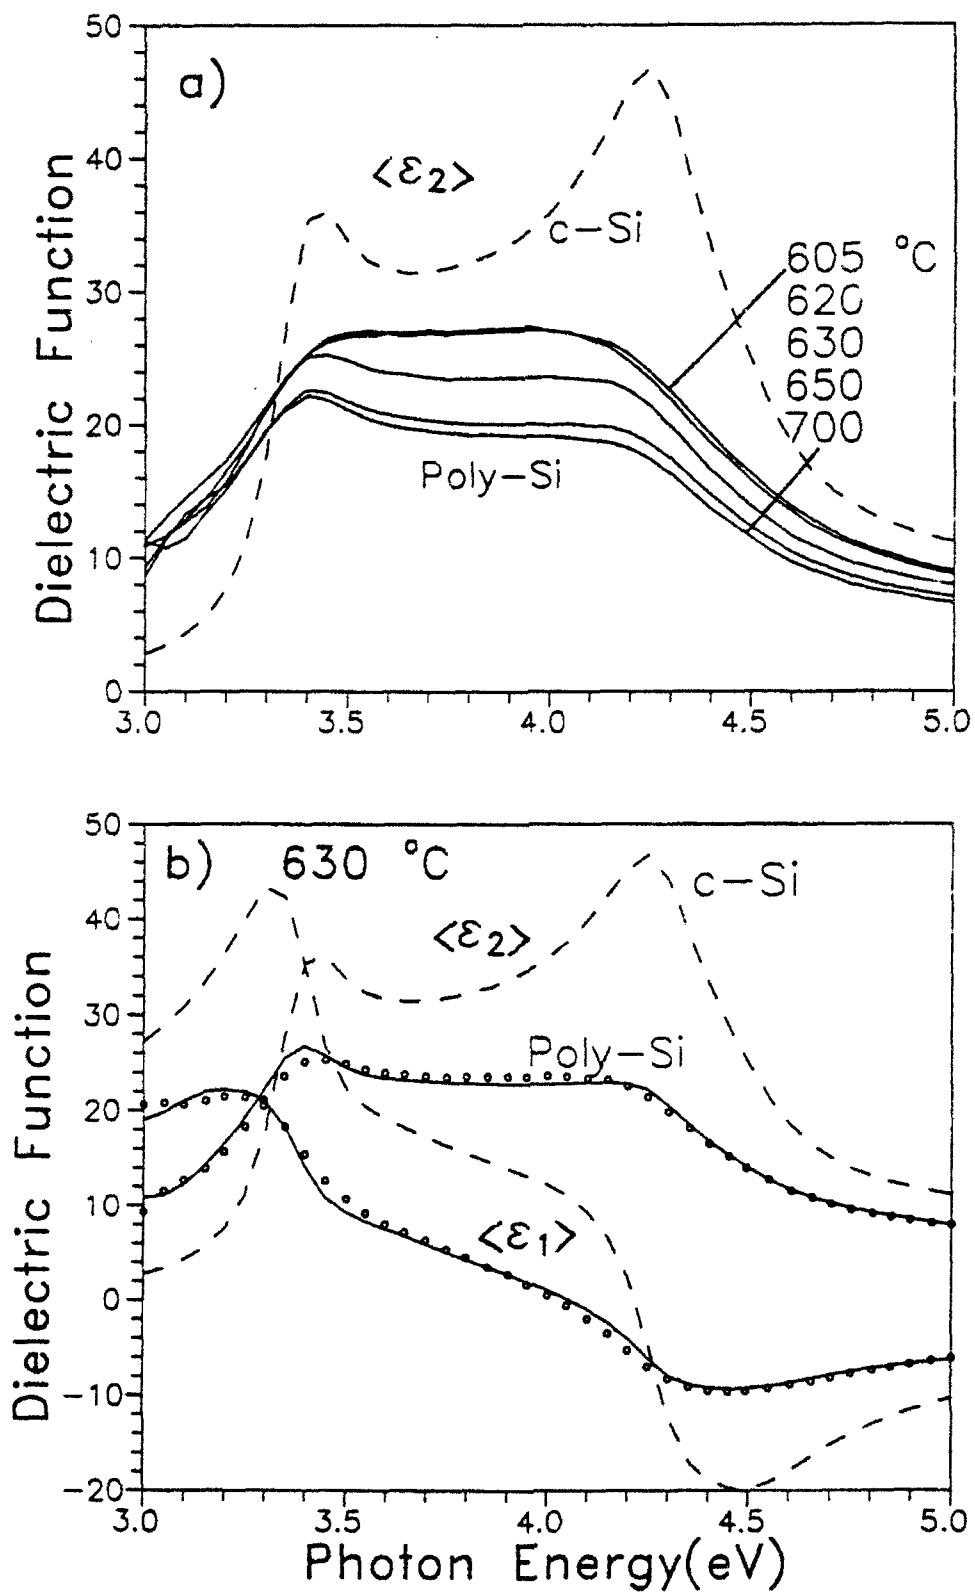 50
a)
40
<ε₂>
c-Si
605 °C
30
620
630
650
20
700
Poly-Si
10
0
3.0 3.5 4.0 4.5 5.0
Dielectric Function
50
b) 630 °C
c-Si
40
<ε₂>
30
Poly-Si
20
10
<ε₁>
0
-10
-20
3.0 3.5 4.0 4.5 5.0
Dielectric Function
Photon Energy(eV)